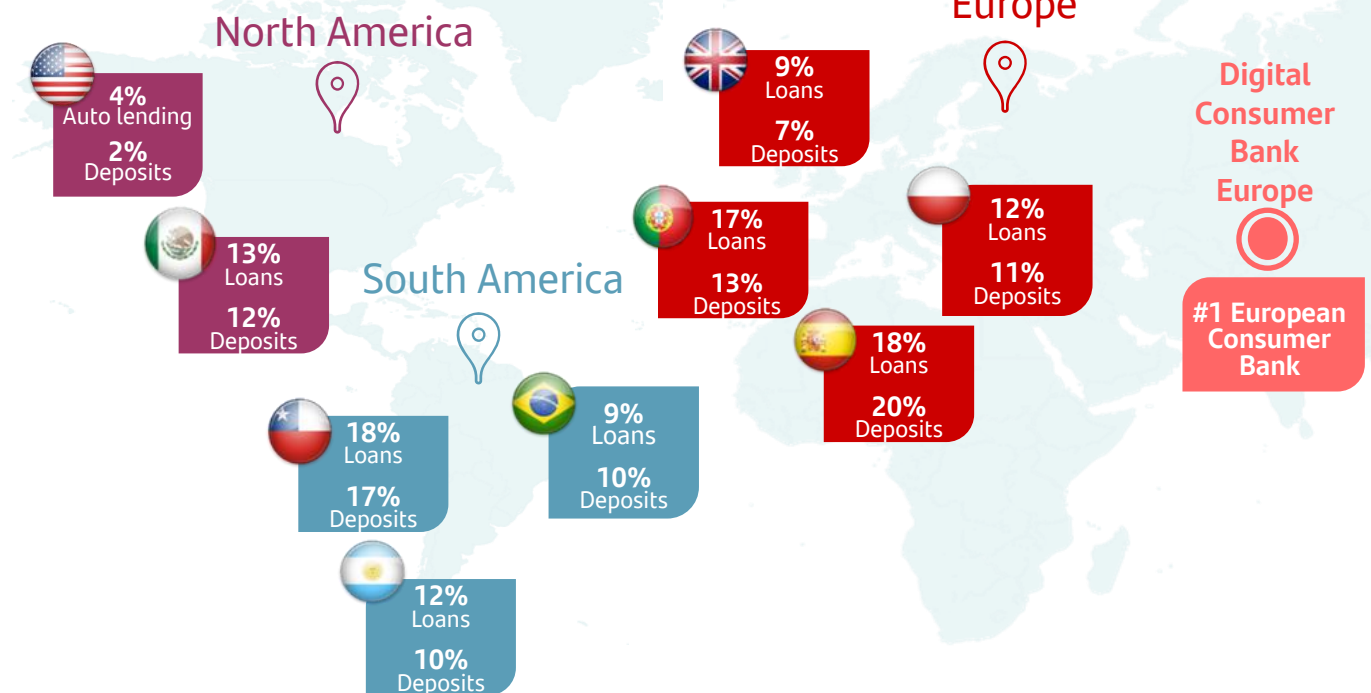 North America
4%
Auto lending
2%
Deposits
13%
Loans
12%
Deposits
South America
18%
Loans
17%
Deposits
9%
Loans
10%
Deposits
12%
Loans
10%
Deposits
Europe
9%
Loans
7%
Deposits
17%
Loans
13%
Deposits
12%
Loans
11%
Deposits
18%
Loans
20%
Deposits
Digital
Consumer
Bank
Europe
#1 European
Consumer
Bank